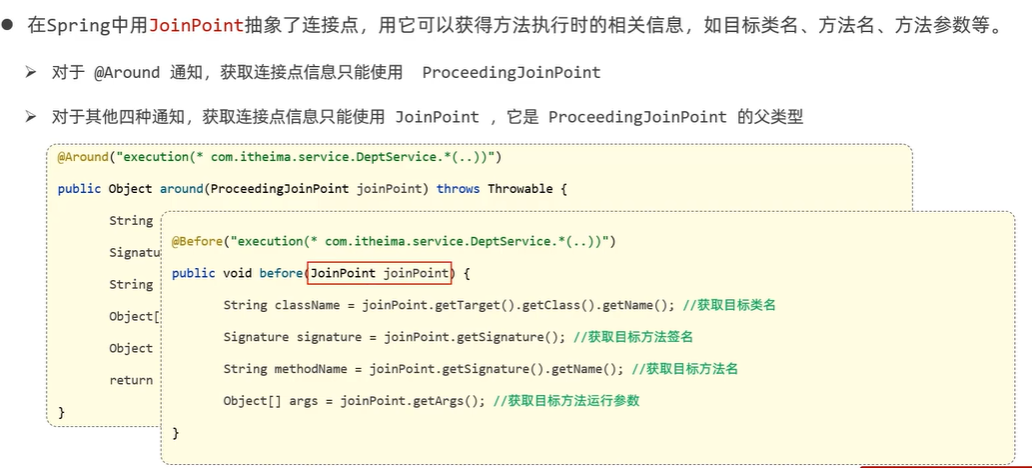 ● 在Spring中用JoinPoint抽象了连接点，用它可以获得方法执行时的相关信息，如目标类名、方法名、方法参数等。
➢ 对于 @Around 通知，获取连接点信息只能使用 ProceedingJoinPoint
➢ 对于其他四种通知，获取连接点信息只能使用 JoinPoint ，它是 ProceedingJoinPoint 的父类型
@Around("execution(* com.itheima.service.DeptService.*(..))")
public Object around(ProceedingJoinPoint joinPoint) throws Throwable {
String
Signatu
String
Object[
Object
return
}
@Before("execution(* com.itheima.service.DeptService.*(..))")
public void before(JoinPoint joinPoint) {
String className = joinPoint.getTarget().getClass().getName(); //获取目标类名
Signature signature = joinPoint.getSignature(); //获取目标方法签名
String methodName = joinPoint.getSignature().getName(); //获取目标方法名
Object[] args = joinPoint.getArgs(); //获取目标方法运行参数
}